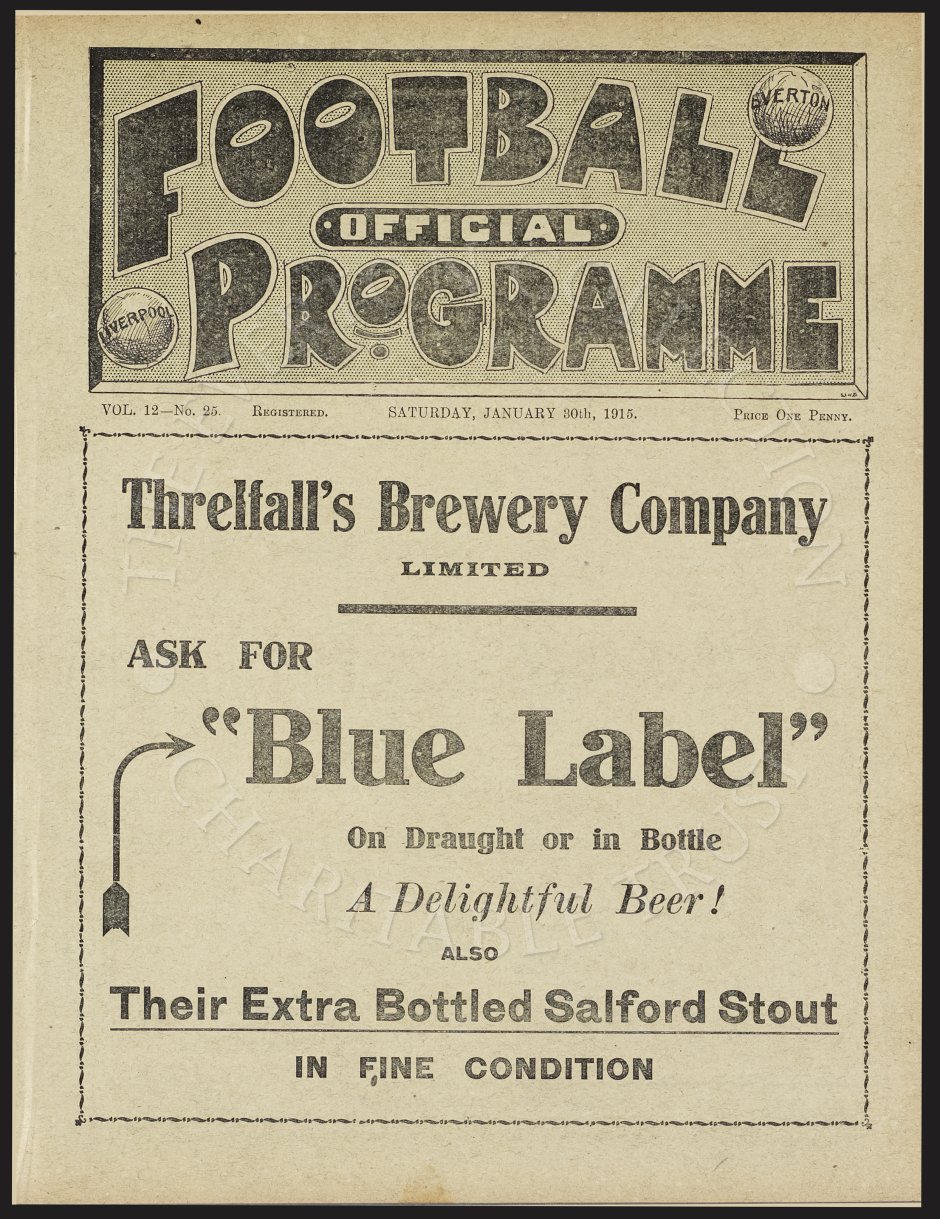 FOOTBALL
EVERTON
OFFICIAL
PROGRAMME
LIVERPOOL
VOL. 12—No. 25. REGISTERED. SATURDAY, JANUARY 30th, 1915. PRICE ONE PENNY.
Threlfall's Brewery Company
LIMITED
ASK FOR
"Blue Label"
On Draught or in Bottle
A Delightful Beer!
ALSO
Their Extra Bottled Salford Stout
IN FINE CONDITION
CHARITABLE TRUST